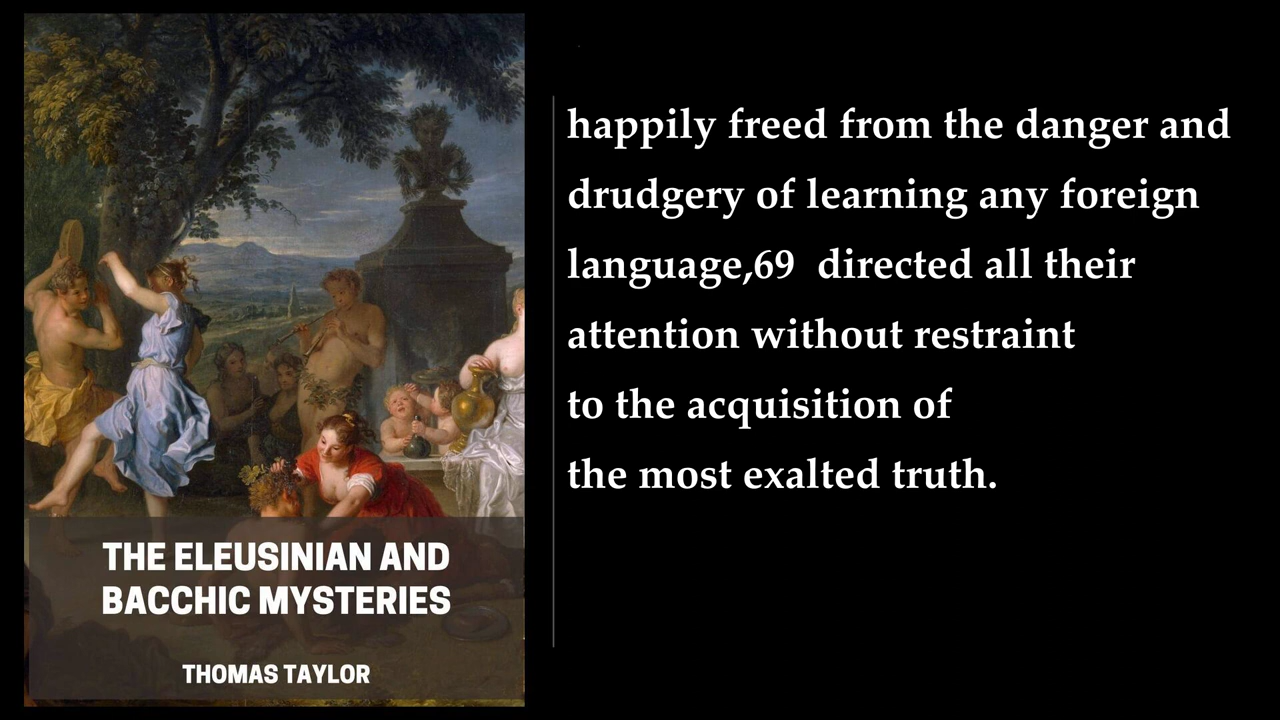 THE ELEUSINIAN AND
BACCHIC MYSTERIES
THOMAS TAYLOR
happily freed from the danger and
drudgery of learning any foreign
language,69 directed all their
attention without restraint
to the acquisition of
the most exalted truth.